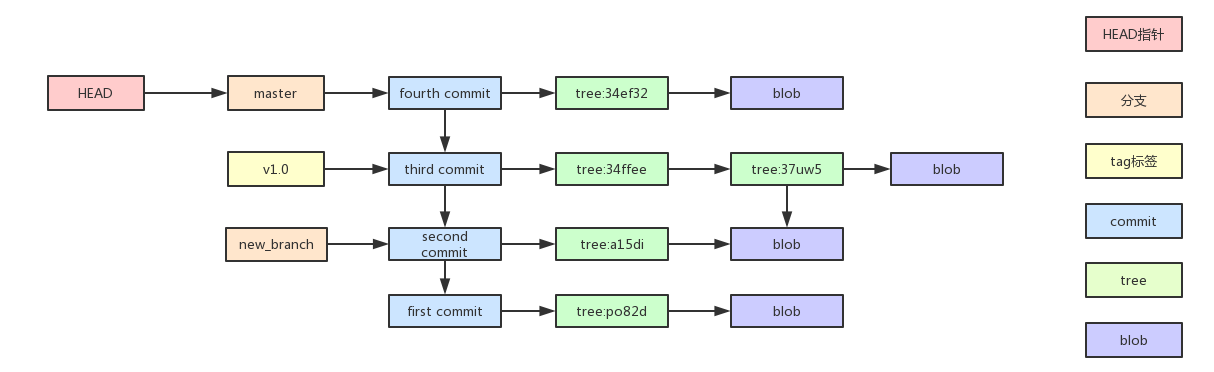 HEAD
master
fourth commit
tree:34ef32
blob
v1.0
third commit
tree:34ffee
tree:37uw5
blob
new_branch
second
commit
tree:a15di
blob
first commit
tree:po82d
blob
HEAD指针
分支
tag标签
commit
tree
blob